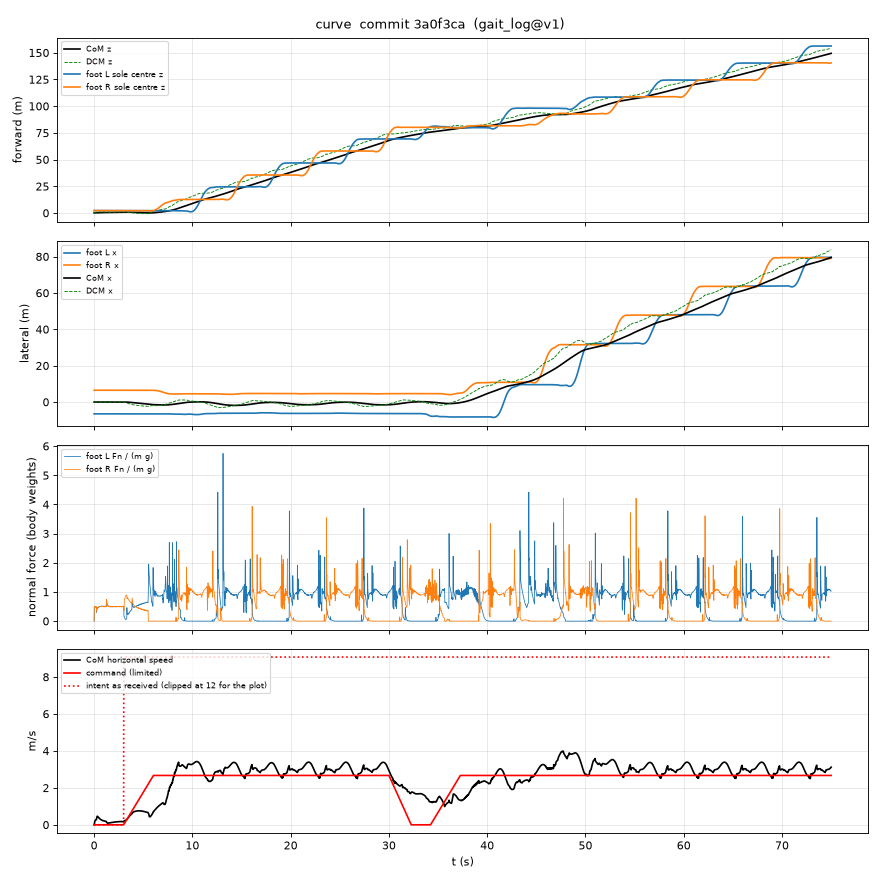 curve  commit 3a0f3ca  (gait_log@v1)
150
125
100
75
50
25
0
forward (m)
CoM z
DCM z
foot L sole centre z
foot R sole centre z
80
60
40
20
0
lateral (m)
foot L x
foot R x
CoM x
DCM x
6
5
4
3
2
1
0
normal force (body weights)
foot L Fn / (m g)
foot R Fn / (m g)
8
6
4
2
0
m/s
CoM horizontal speed
command (limited)
intent as received (clipped at 12 for the plot)
0 10 20 30 40 50 60 70
t (s)